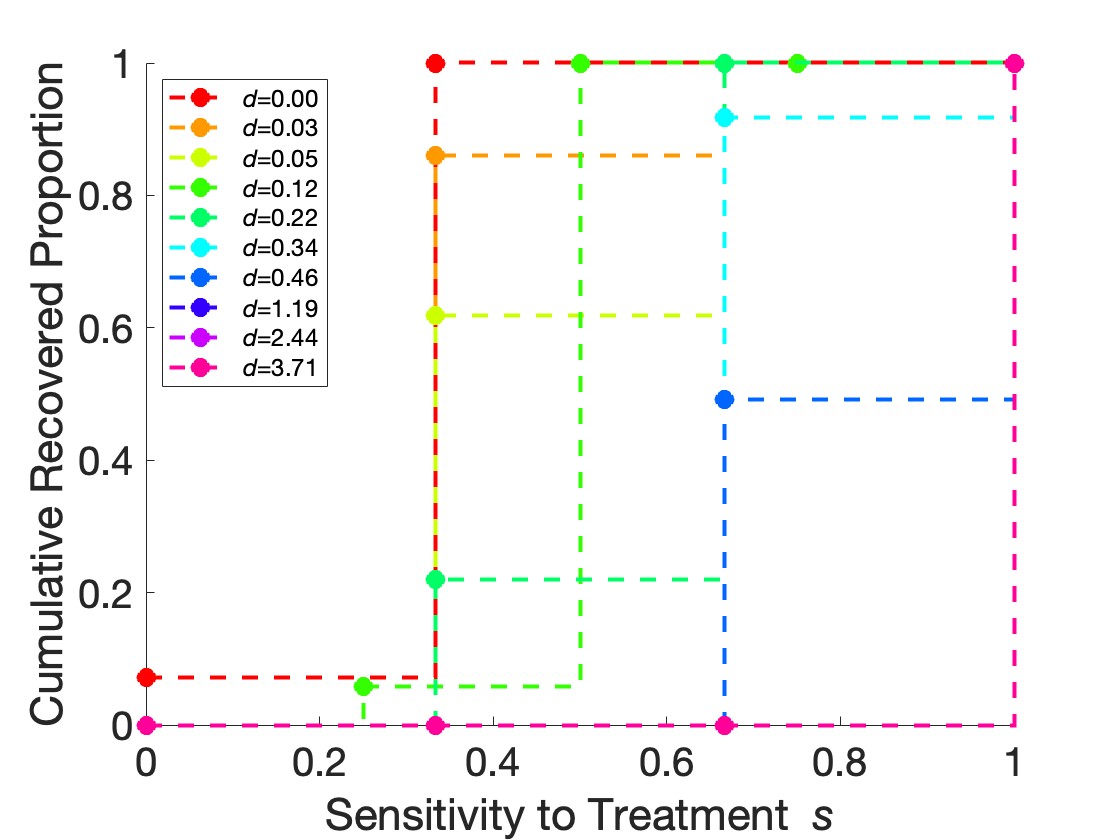 Cumulative Recovered Proportion
1
0.8
0.6
0.4
0.2
0
d=0.00
d=0.03
d=0.05
d=0.12
d=0.22
d=0.34
d=0.46
d=1.19
d=2.44
d=3.71
0 0.2 0.4 0.6 0.8 1
Sensitivity to Treatment s